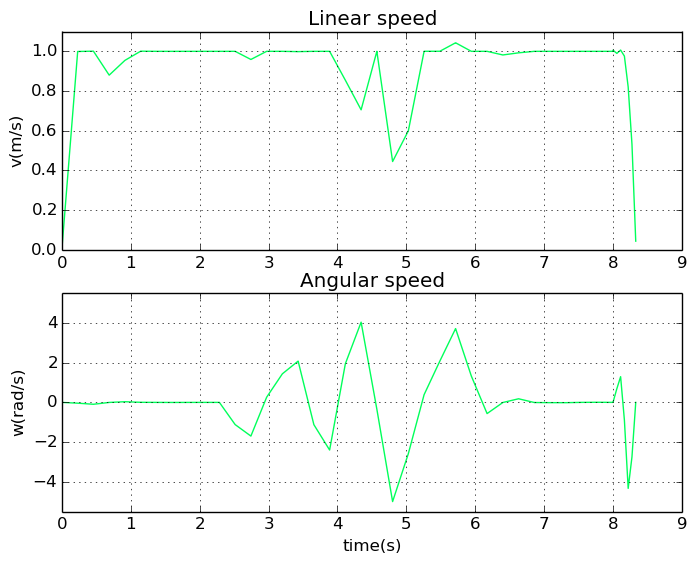 Linear speed
v(m/s)
1.0
0.8
0.6
0.4
0.2
0.0
0 1 2 3 4 5 6 7 8 9
Angular speed
w(rad/s)
4
2
0
−2
−4
0 1 2 3 4 5 6 7 8 9
time(s)